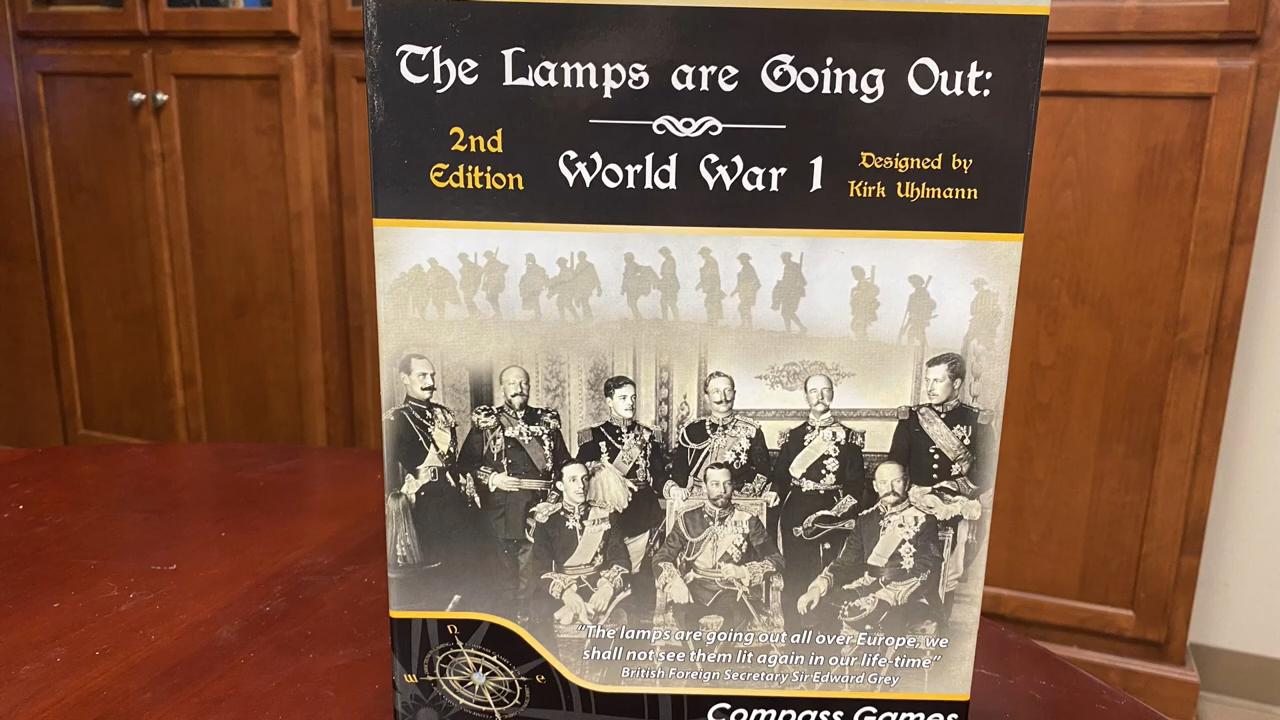 The Lamps are Going Out:
2nd
Edition
World War 1
Designed by
Kirk Uhlmann
"The lamps are going out all over Europe, we
shall not see them lit again in our life-time"
British Foreign Secretary Sir Edward Grey
N
W
E
Compass Games